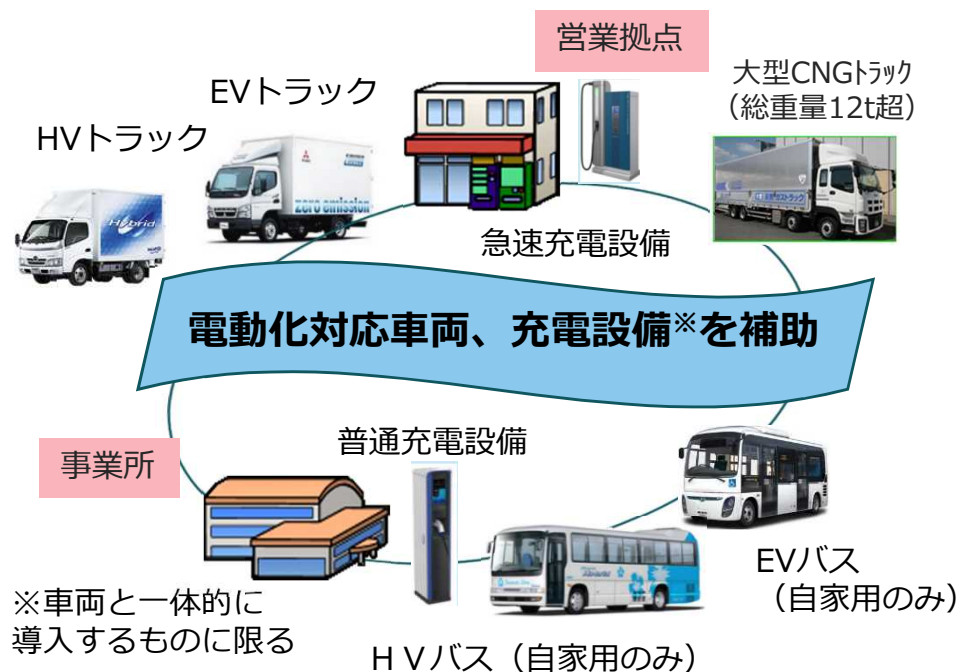 営業拠点
大型CNGﾄﾗｯｸ
（総重量12t超）
EVトラック
HVトラック
Hybrid
zero emission
急速充電設備
電動化対応車両、充電設備※を補助
普通充電設備
事業所
EVバス
（自家用のみ）
※車両と一体的に
導入するものに限る
ＨＶバス（自家用のみ）